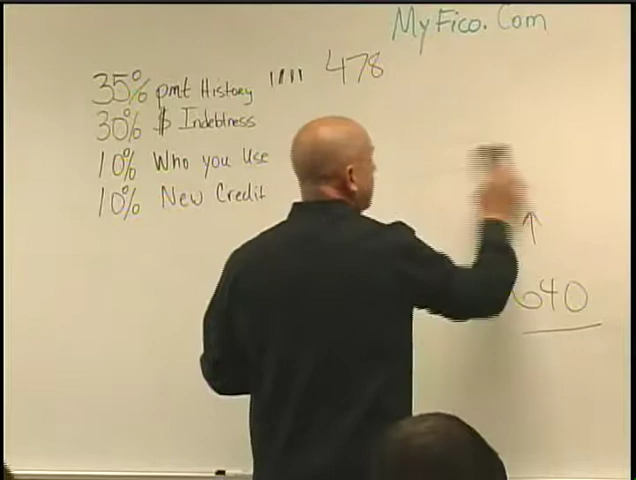 MyFico.Com
35% pmt History |||| 478
30% $ Indebtness
10% Who you Use
10% New Credit
640